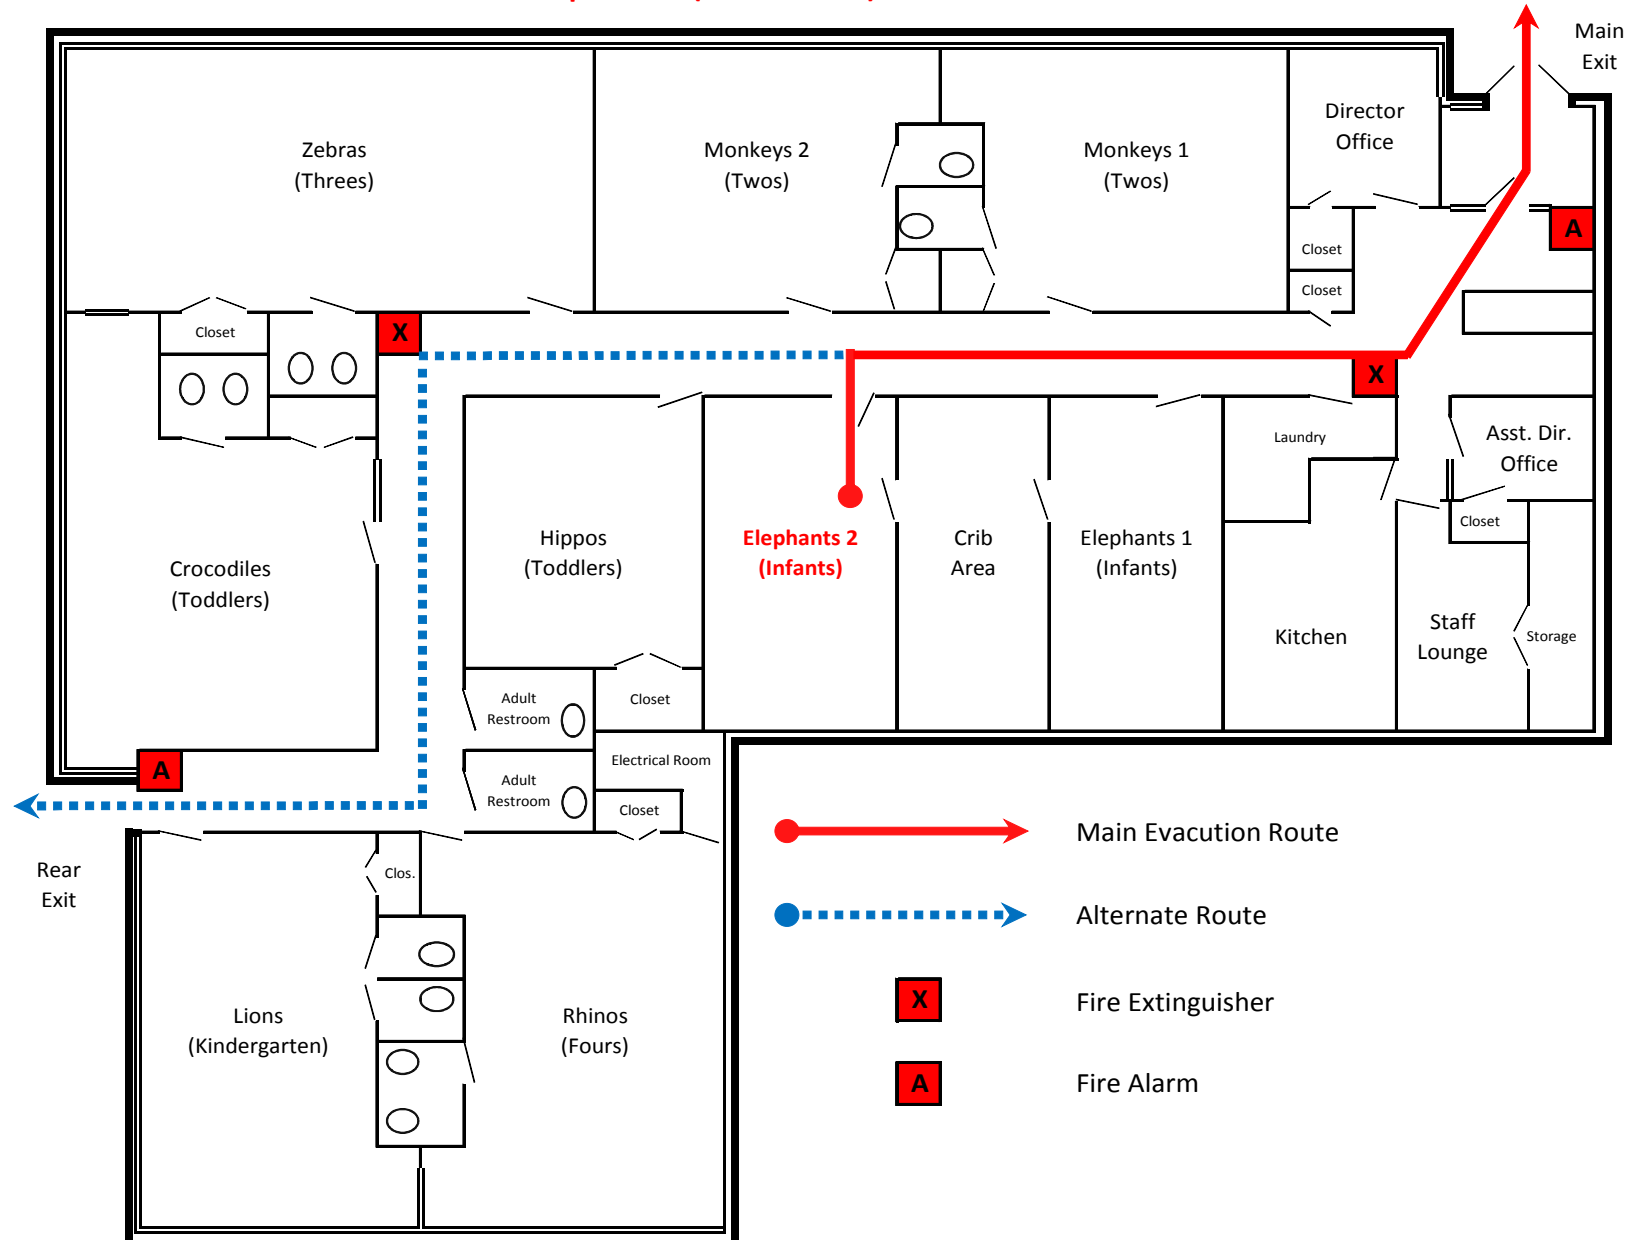 Main
Exit
Director
Office
Zebras
(Threes)
Monkeys 2
(Twos)
Monkeys 1
(Twos)
A
Closet
Closet
Closet
X
X
Laundry
Asst. Dir.
Office
Closet
Hippos
(Toddlers)
Elephants 2
(Infants)
Crib
Area
Elephants 1
(Infants)
Crocodiles
(Toddlers)
Kitchen
Staff
Lounge
Storage
Adult
Restroom
Closet
A
Electrical Room
Adult
Restroom
Closet
Rear
Exit
Clos.
Main Evacution Route
Alternate Route
X
Fire Extinguisher
Lions
(Kindergarten)
Rhinos
(Fours)
A
Fire Alarm